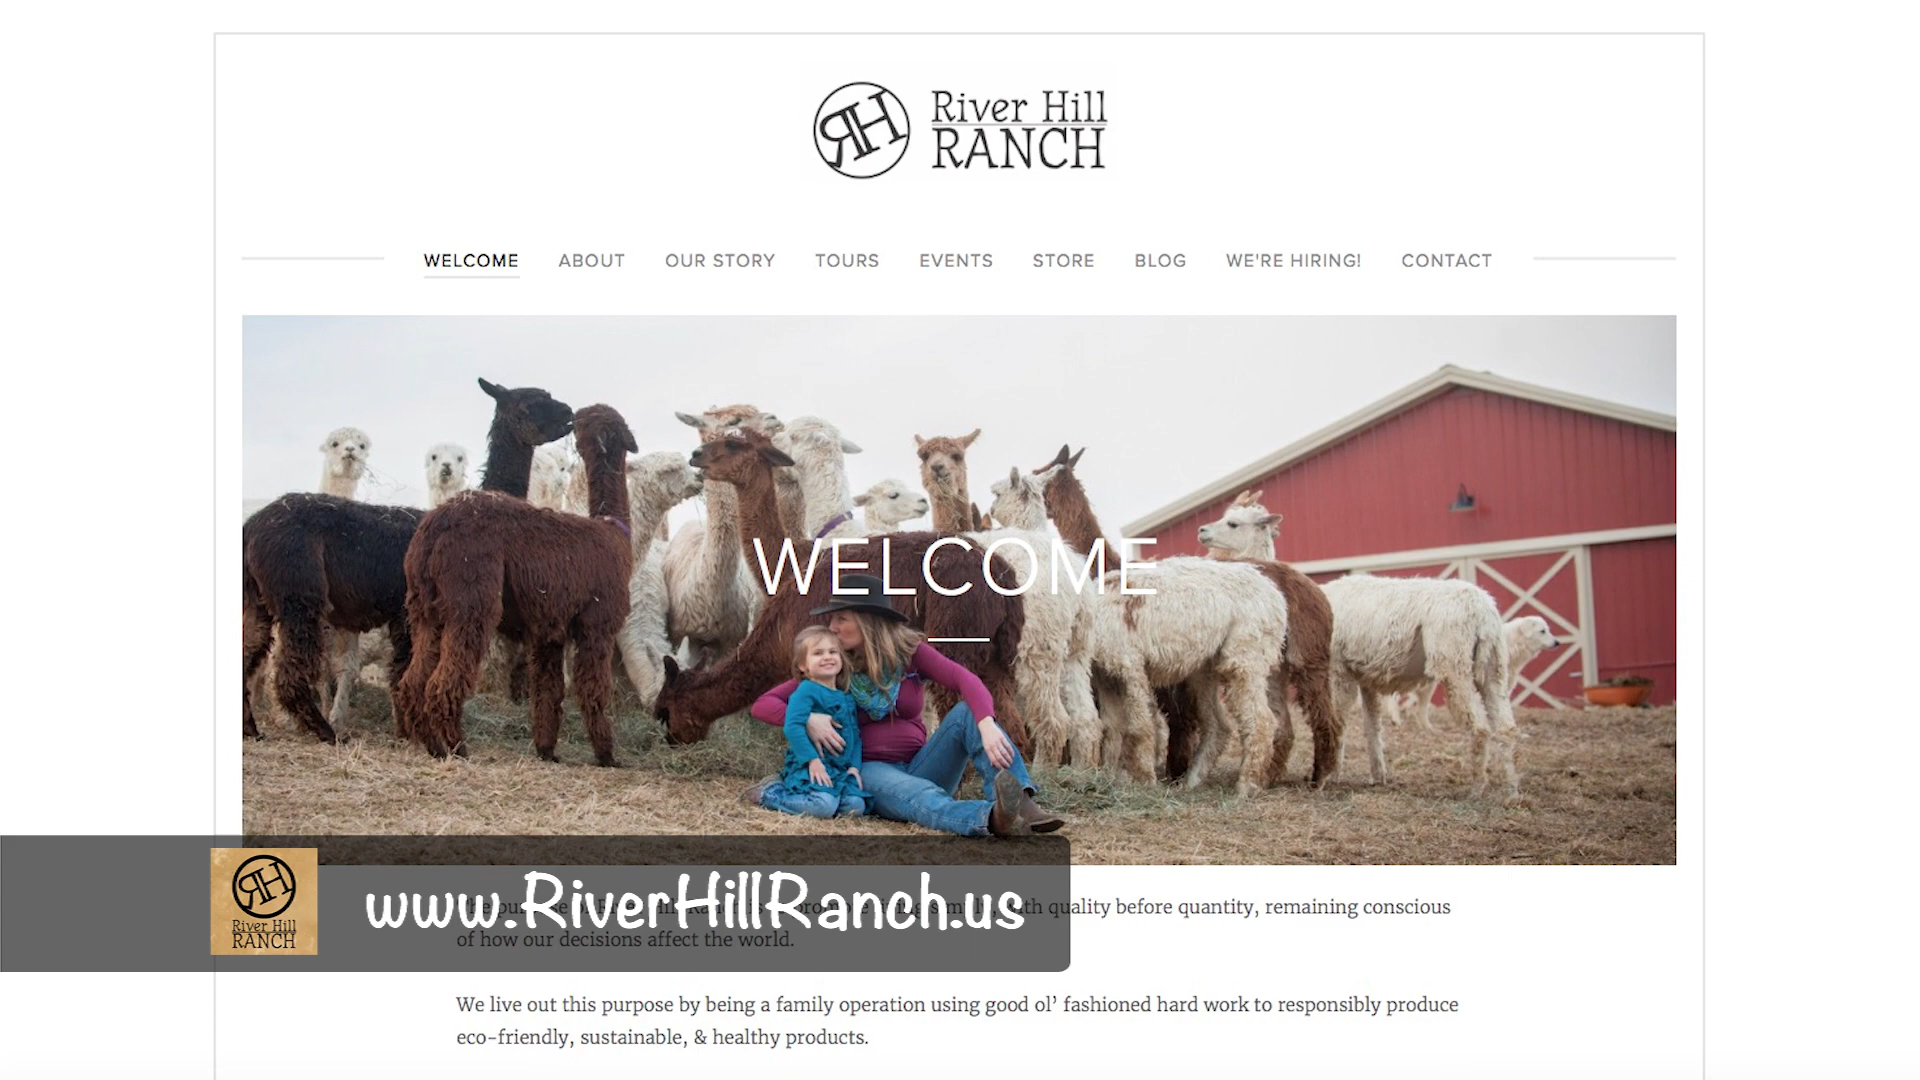 RH River Hill
RANCH
WELCOME ABOUT OUR STORY TOURS EVENTS STORE BLOG WE'RE HIRING! CONTACT
WELCOME
RH
River Hill
RANCH
www.RiverHillRanch.us
quality before quantity, remaining conscious
of how our decisions affect the world.
We live out this purpose by being a family operation using good ol’ fashioned hard work to responsibly produce
eco-friendly, sustainable, & healthy products.